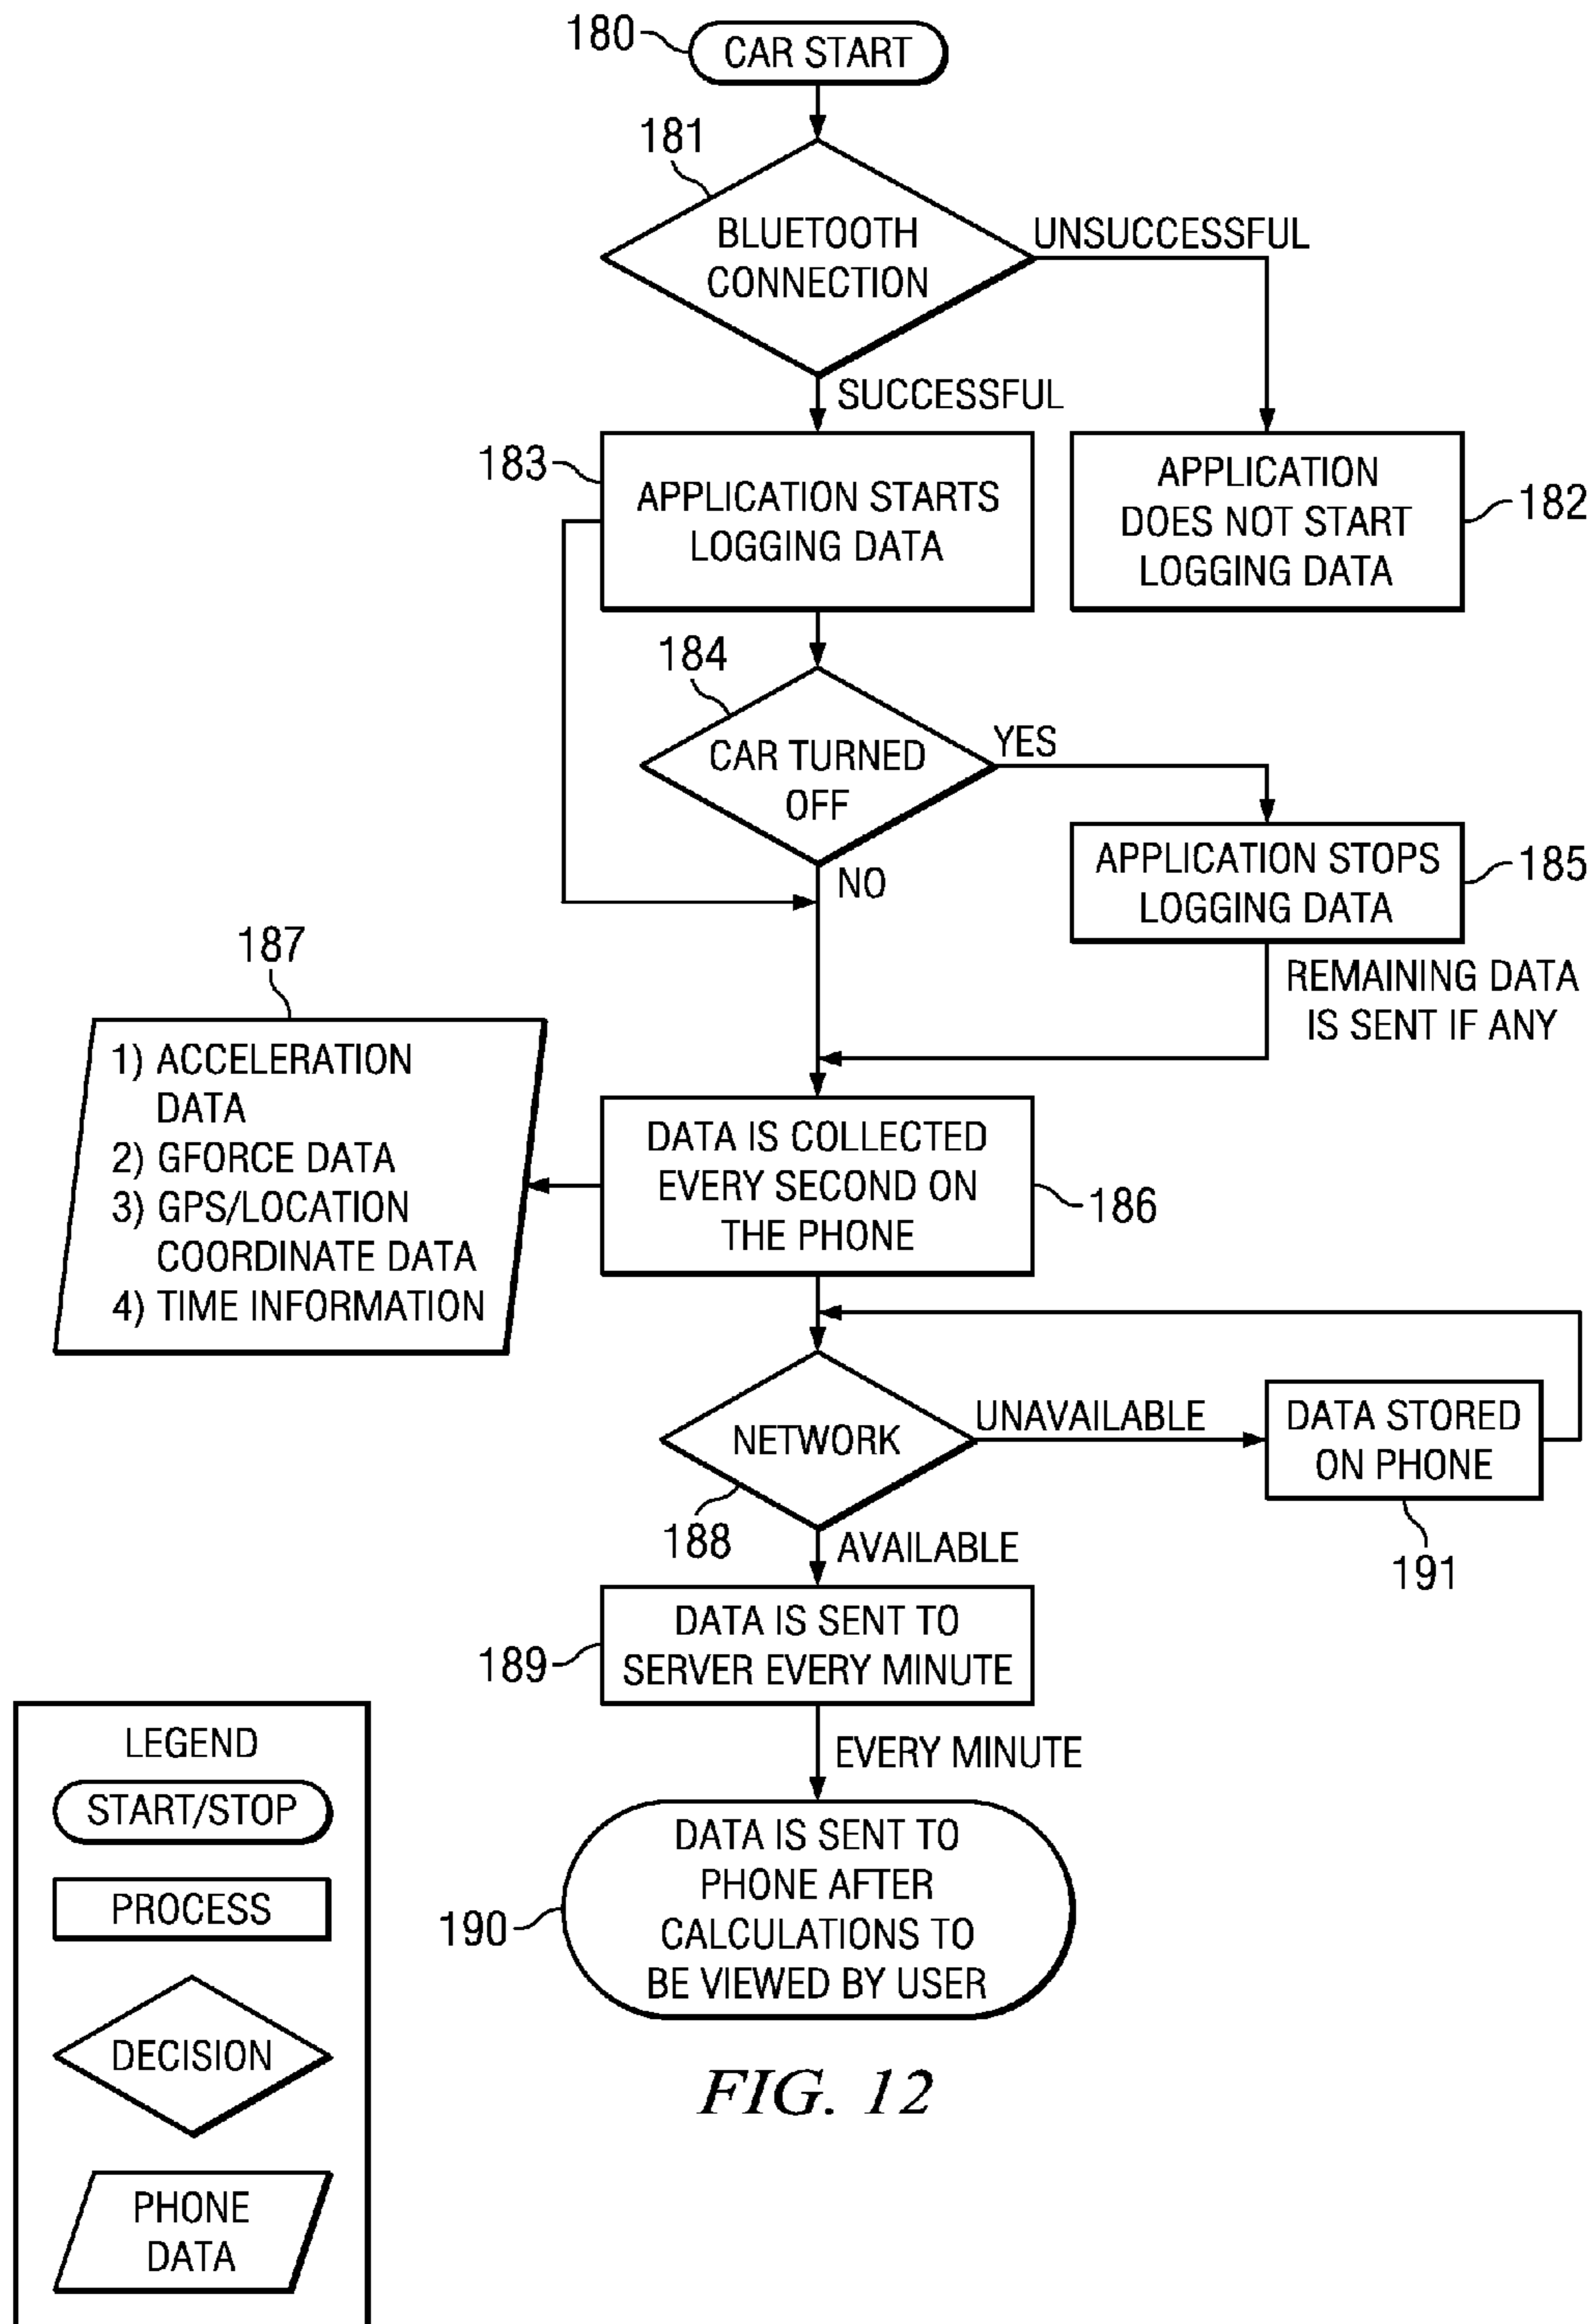 180
CAR START
181
BLUETOOTH
CONNECTION
UNSUCCESSFUL
SUCCESSFUL
183
APPLICATION STARTS
LOGGING DATA
APPLICATION
DOES NOT START
LOGGING DATA
182
184
CAR TURNED
OFF
YES
NO
APPLICATION STOPS
LOGGING DATA
185
REMAINING DATA
IS SENT IF ANY
187
1) ACCELERATION
DATA
2) GFORCE DATA
3) GPS/LOCATION
COORDINATE DATA
4) TIME INFORMATION
DATA IS COLLECTED
EVERY SECOND ON
THE PHONE
186
NETWORK
188
UNAVAILABLE
DATA STORED
ON PHONE
191
AVAILABLE
DATA IS SENT TO
SERVER EVERY MINUTE
189
EVERY MINUTE
DATA IS SENT TO
PHONE AFTER
CALCULATIONS TO
BE VIEWED BY USER
190
LEGEND
START/STOP
PROCESS
DECISION
PHONE
DATA
FIG. 12